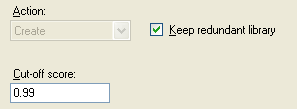 Action:
Create
Keep redundant library
Cut-off score:
0.99